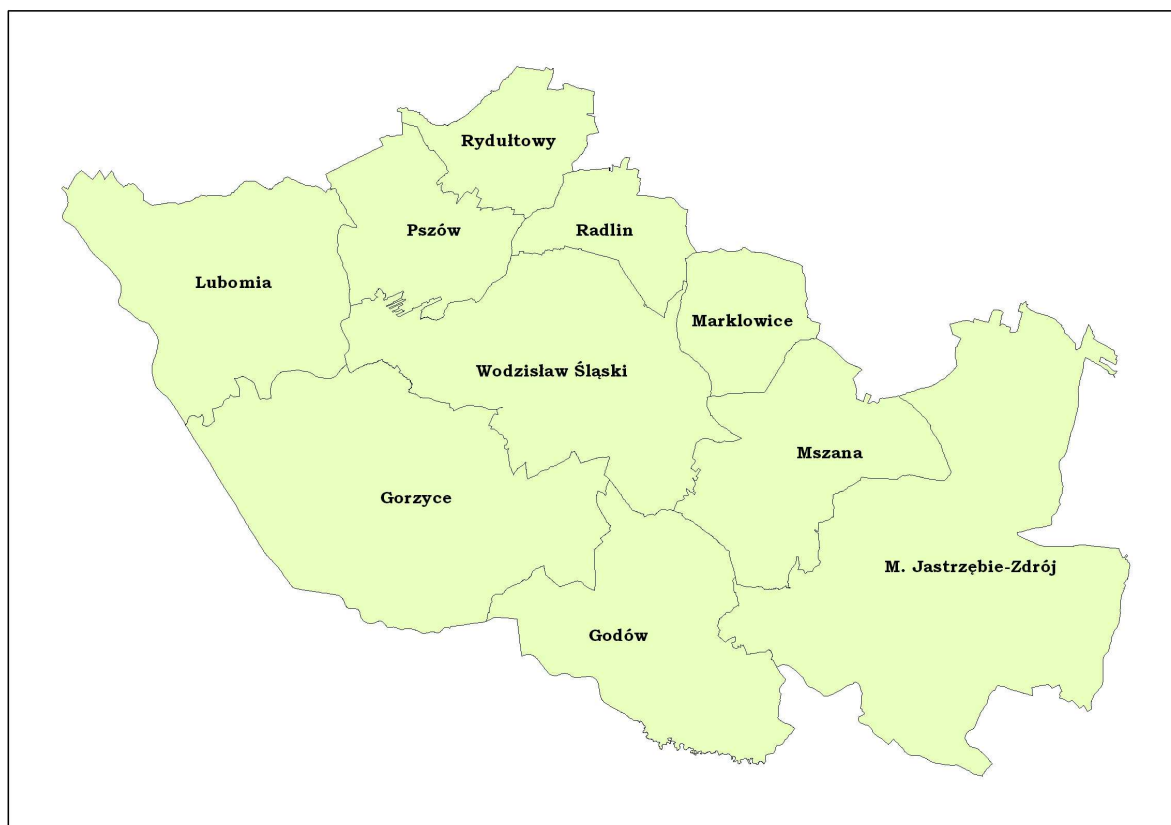 Rydułtowy
Pszów
Radlin
Lubomia
Marklowice
Wodzisław Śląski
Mszana
Gorzyce
M. Jastrzębie-Zdrój
Godów